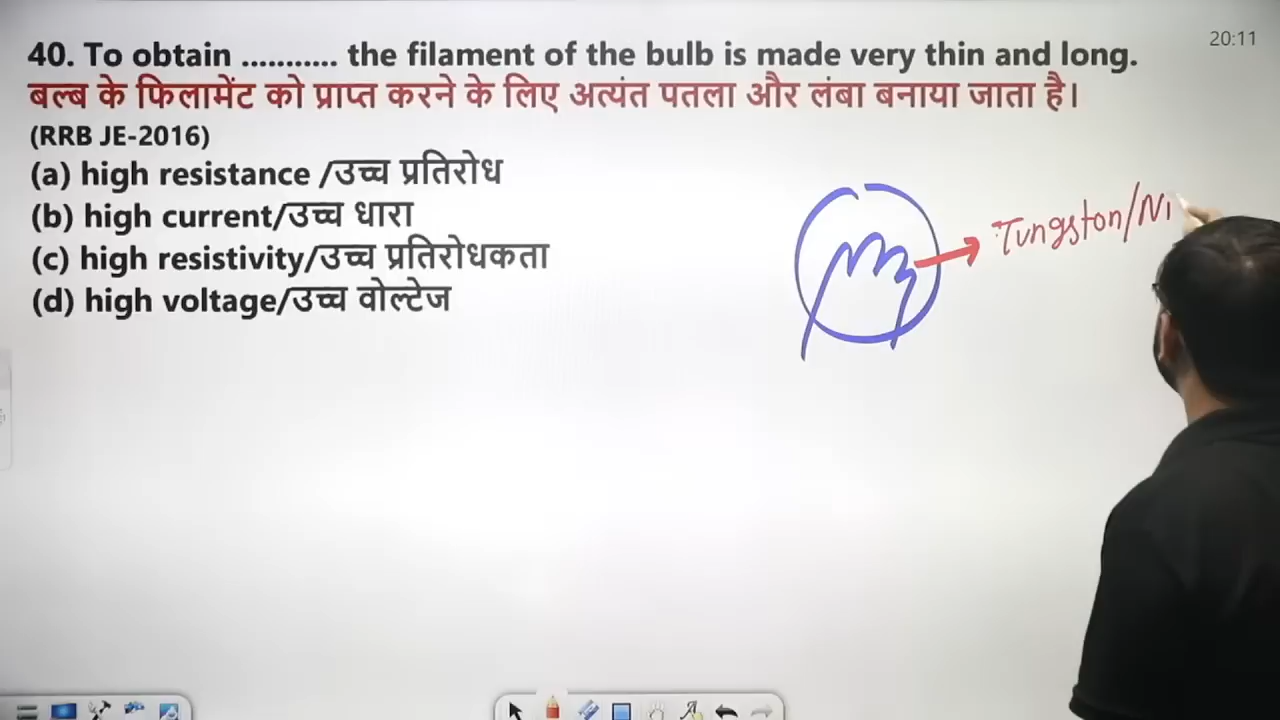 20:11
40. To obtain ........... the filament of the bulb is made very thin and long.
बल्ब के फिलामेंट को प्राप्त करने के लिए अत्यंत पतला और लंबा बनाया जाता है।
(RRB JE-2016)
(a) high resistance /उच्च प्रतिरोध
(b) high current/उच्च धारा
(c) high resistivity/उच्च प्रतिरोधकता
(d) high voltage/उच्च वोल्टेज
Tungston/Ni